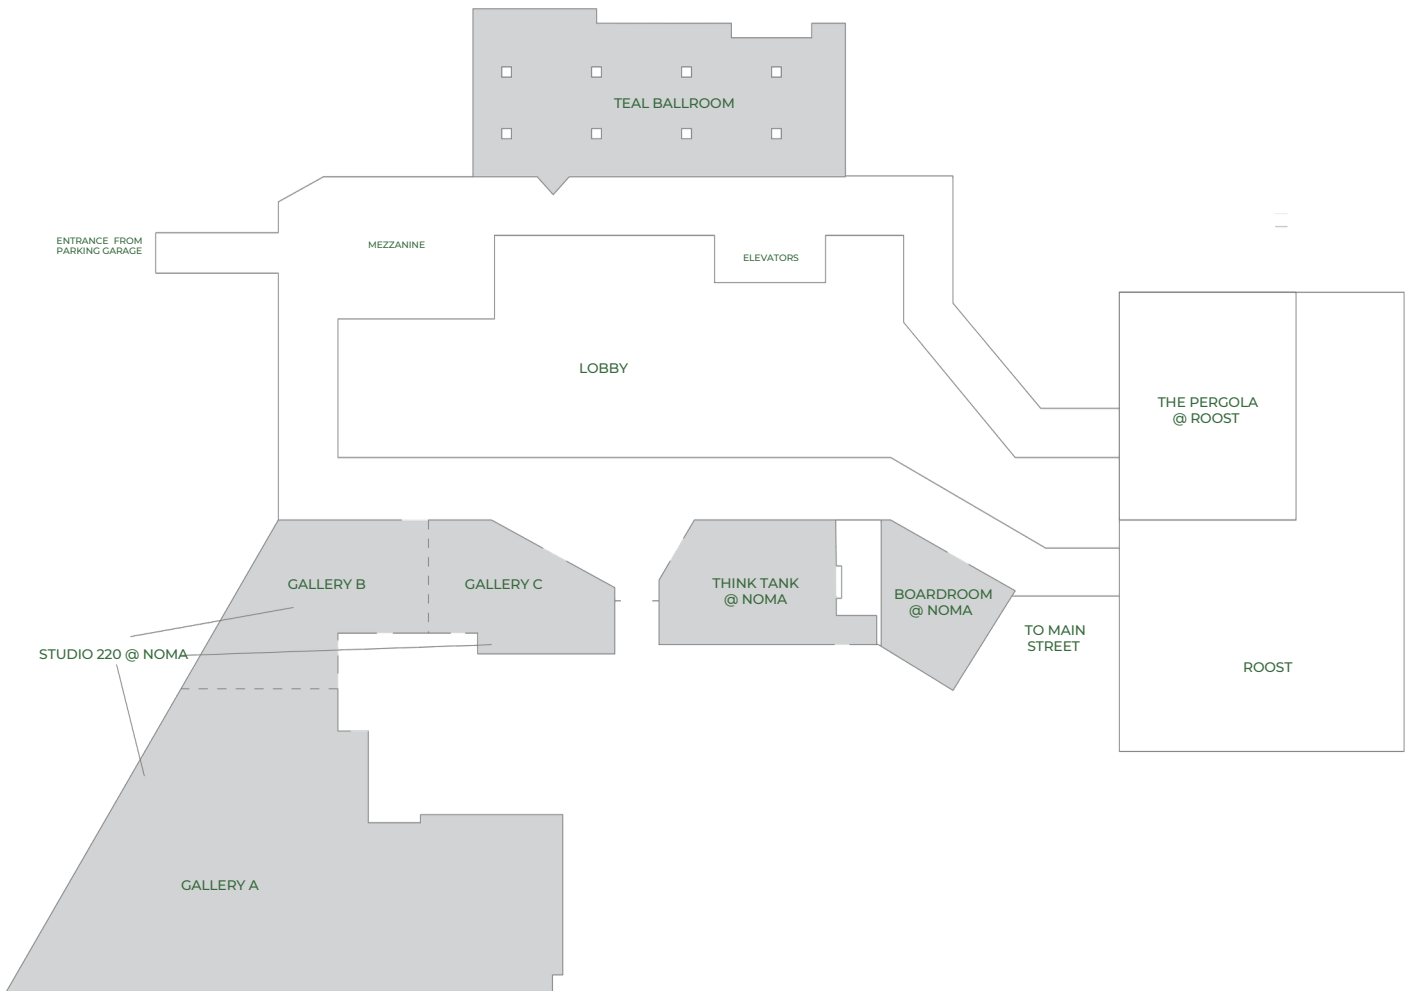 TEAL BALLROOM
ENTRANCE FROM
PARKING GARAGE
MEZZANINE
ELEVATORS
LOBBY
THE PERGOLA
@ ROOST
GALLERY B
GALLERY C
THINK TANK
@ NOMA
BOARDROOM
@ NOMA
TO MAIN
STREET
STUDIO 220 @ NOMA
ROOST
GALLERY A